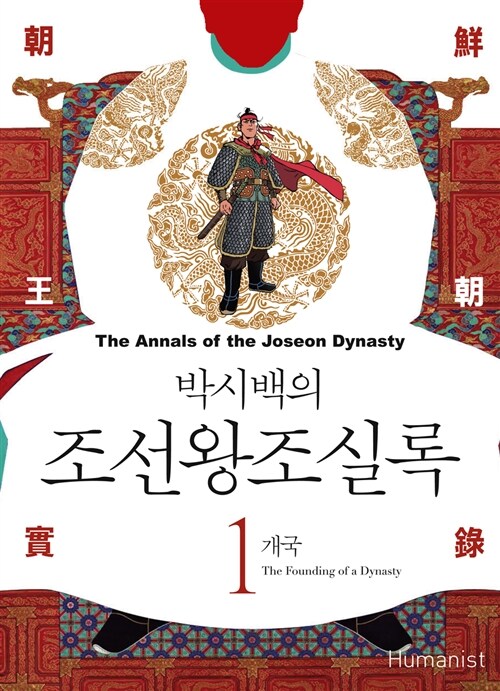 朝 鮮
王 朝
實 錄
The Annals of the Joseon Dynasty
박시백의
조선왕조실록
1 개국
The Founding of a Dynasty
Humanist